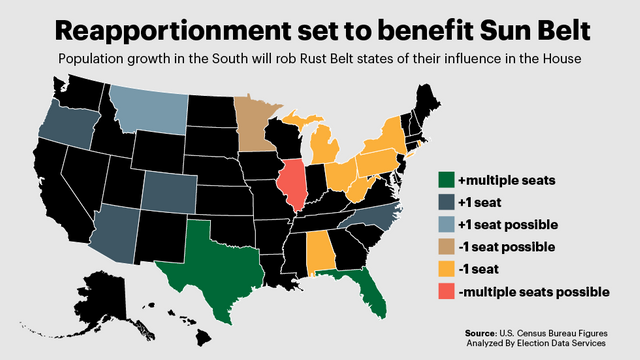 Reapportionment set to benefit Sun Belt
Population growth in the South will rob Rust Belt states of their influence in the House
+multiple seats
+1 seat
+1 seat possible
-1 seat possible
-1 seat
-multiple seats possible
Source: U.S. Census Bureau Figures
Analyzed By Election Data Services